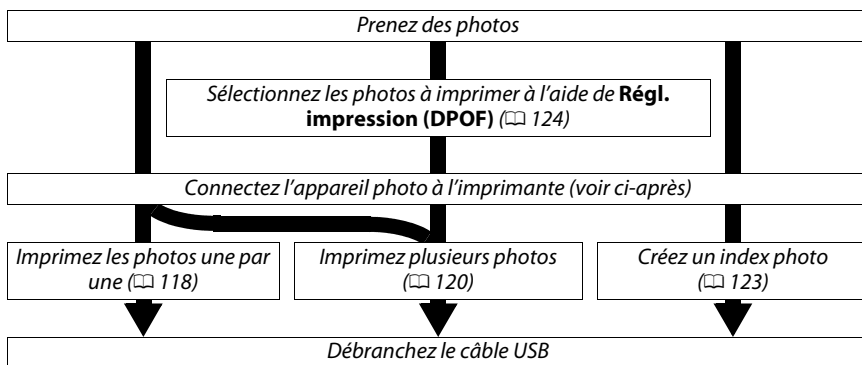 Prenez des photos
Sélectionnez les photos à imprimer à l'aide de Régl.
impression (DPOF) (🕮 124)
Connectez l'appareil photo à l'imprimante (voir ci-après)
Imprimez les photos une par
une (🕮 118)
Imprimez plusieurs photos
(🕮 120)
Créez un index photo
(🕮 123)
Débranchez le câble USB